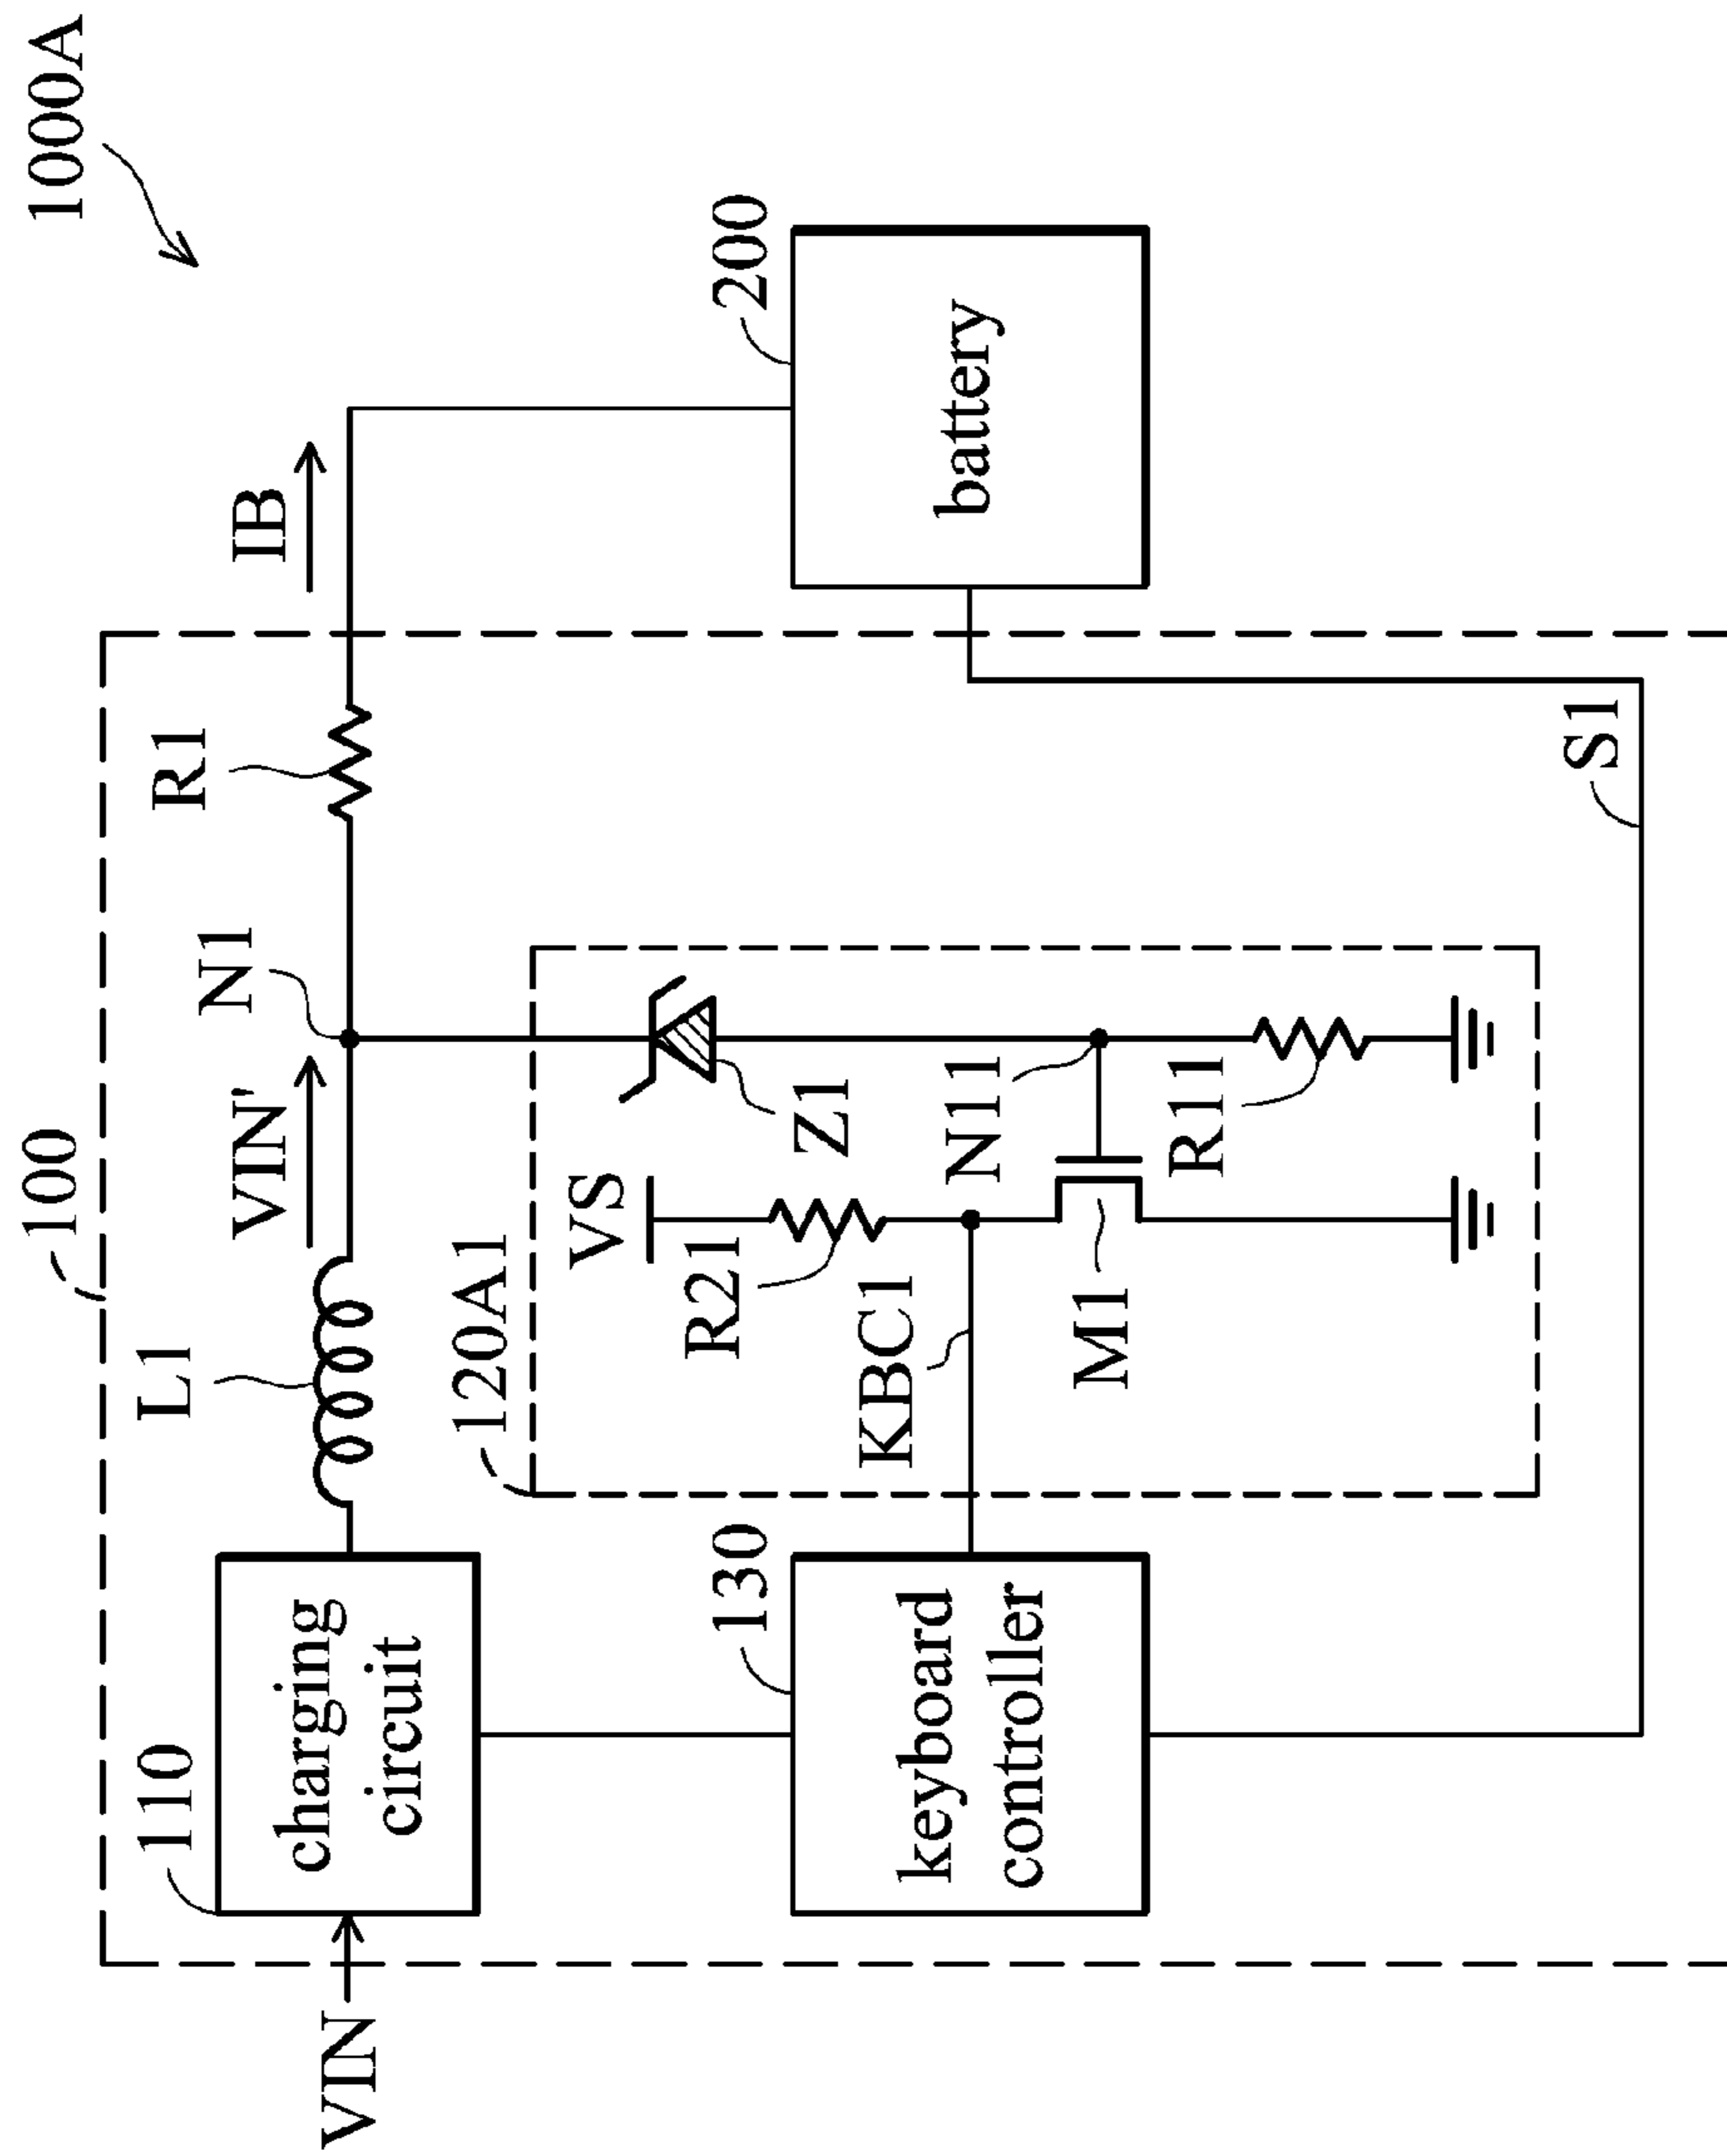 1000A
100
L1
VIN'
N1
R1
IB
110
charging
circuit
VIN
120A1
VS
R21
Z1
KBC1
N11
M1
R11
130
keyboard
controller
200
battery
S1